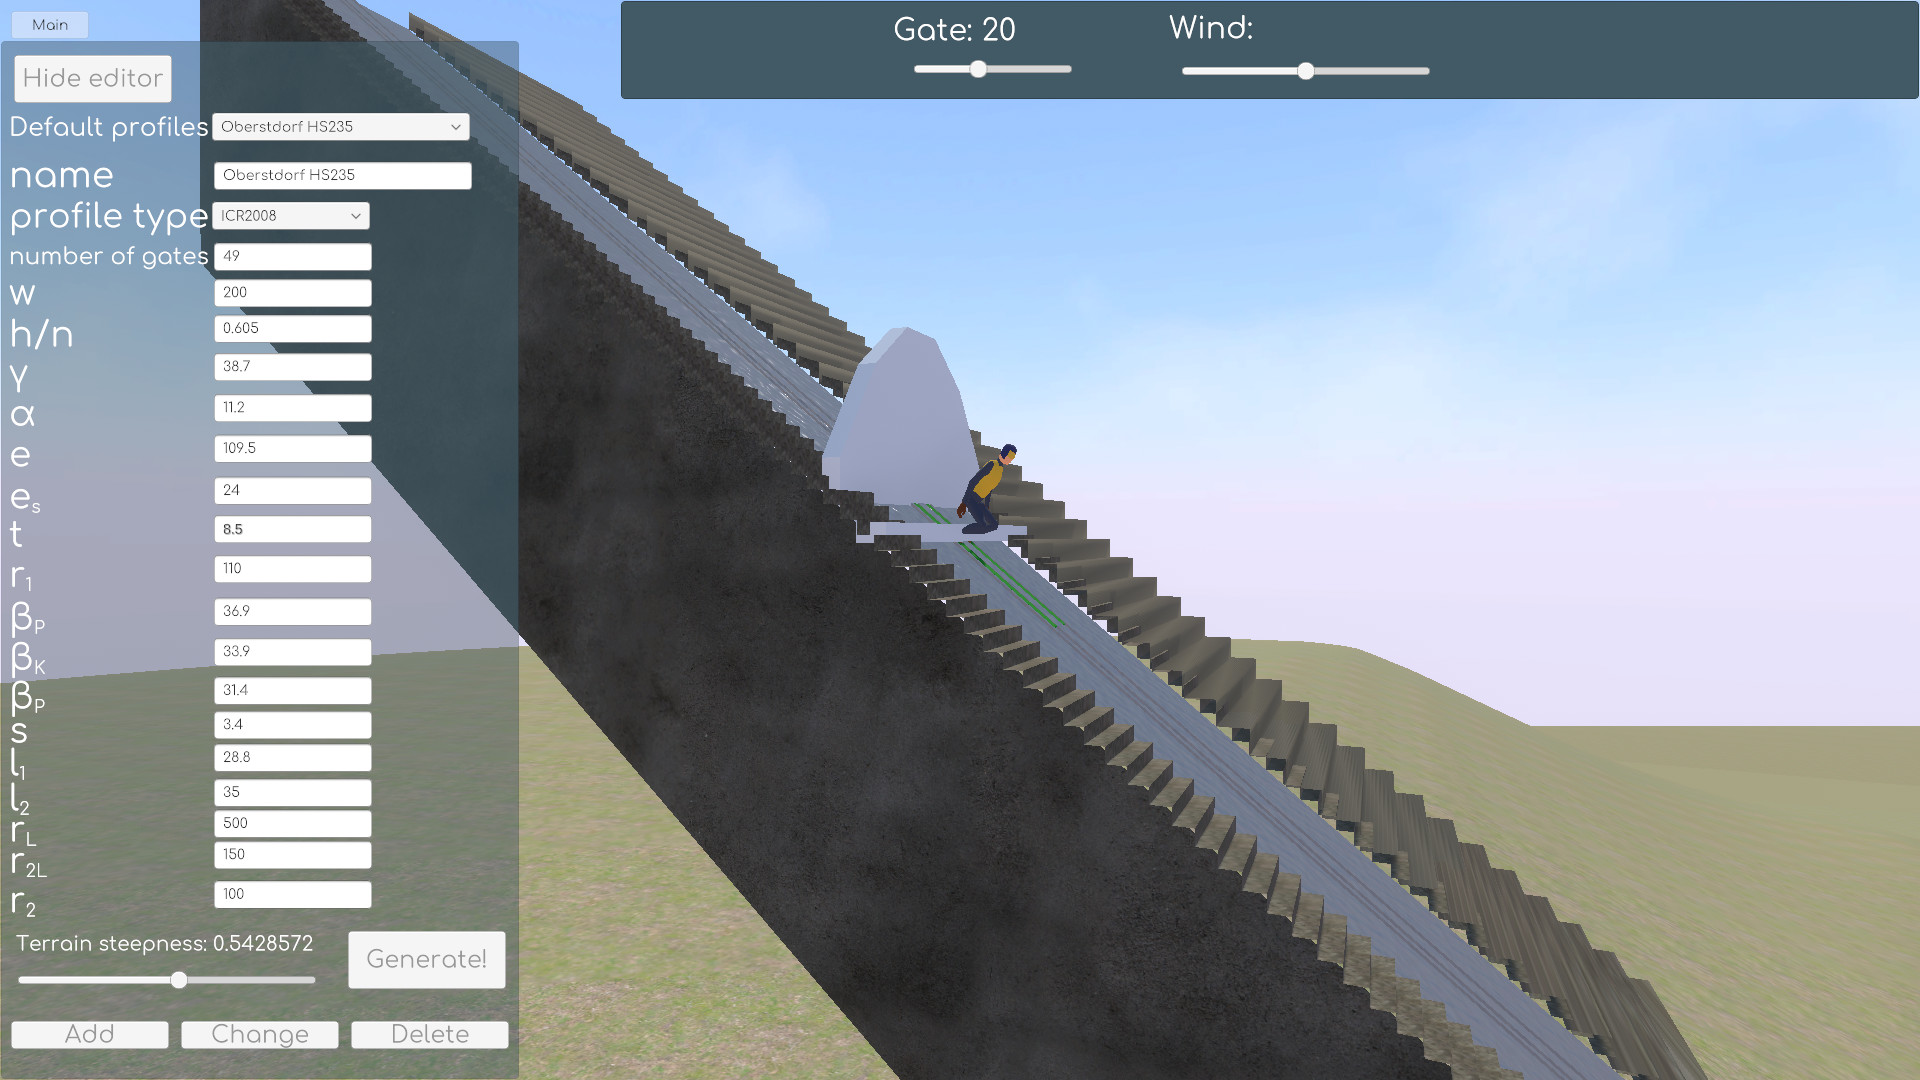 Main
Gate: 20
Wind:
Hide editor
Default profiles Oberstdorf HS235
name Oberstdorf HS235
profile type ICR2008
number of gates 49
w 200
h/n 0.605
γ 38.7
α 11.2
e 109.5
es 24
t 8.5
r1 110
βP 36.9
βK 33.9
βP 31.4
s 3.4
l1 28.8
l2 35
rL 500
r2L 150
r2 100
Terrain steepness: 0.5428572
Generate!
Add Change Delete